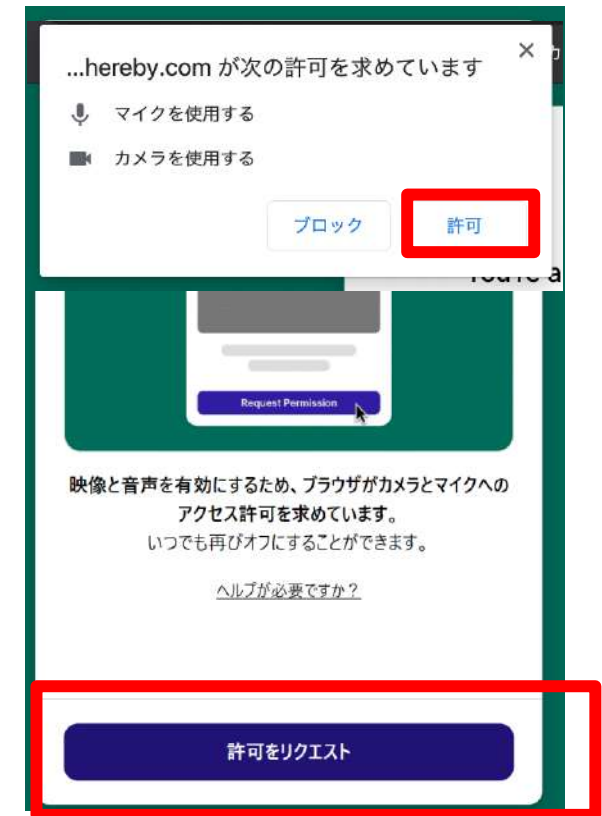 ...hereby.com が次の許可を求めています
マイクを使用する
カメラを使用する
ブロック
許可
You're a
Request Permission
映像と音声を有効にするため、ブラウザがカメラとマイクへの
アクセス許可を求めています。
いつでも再びオフにすることができます。
ヘルプが必要ですか？
許可をリクエスト